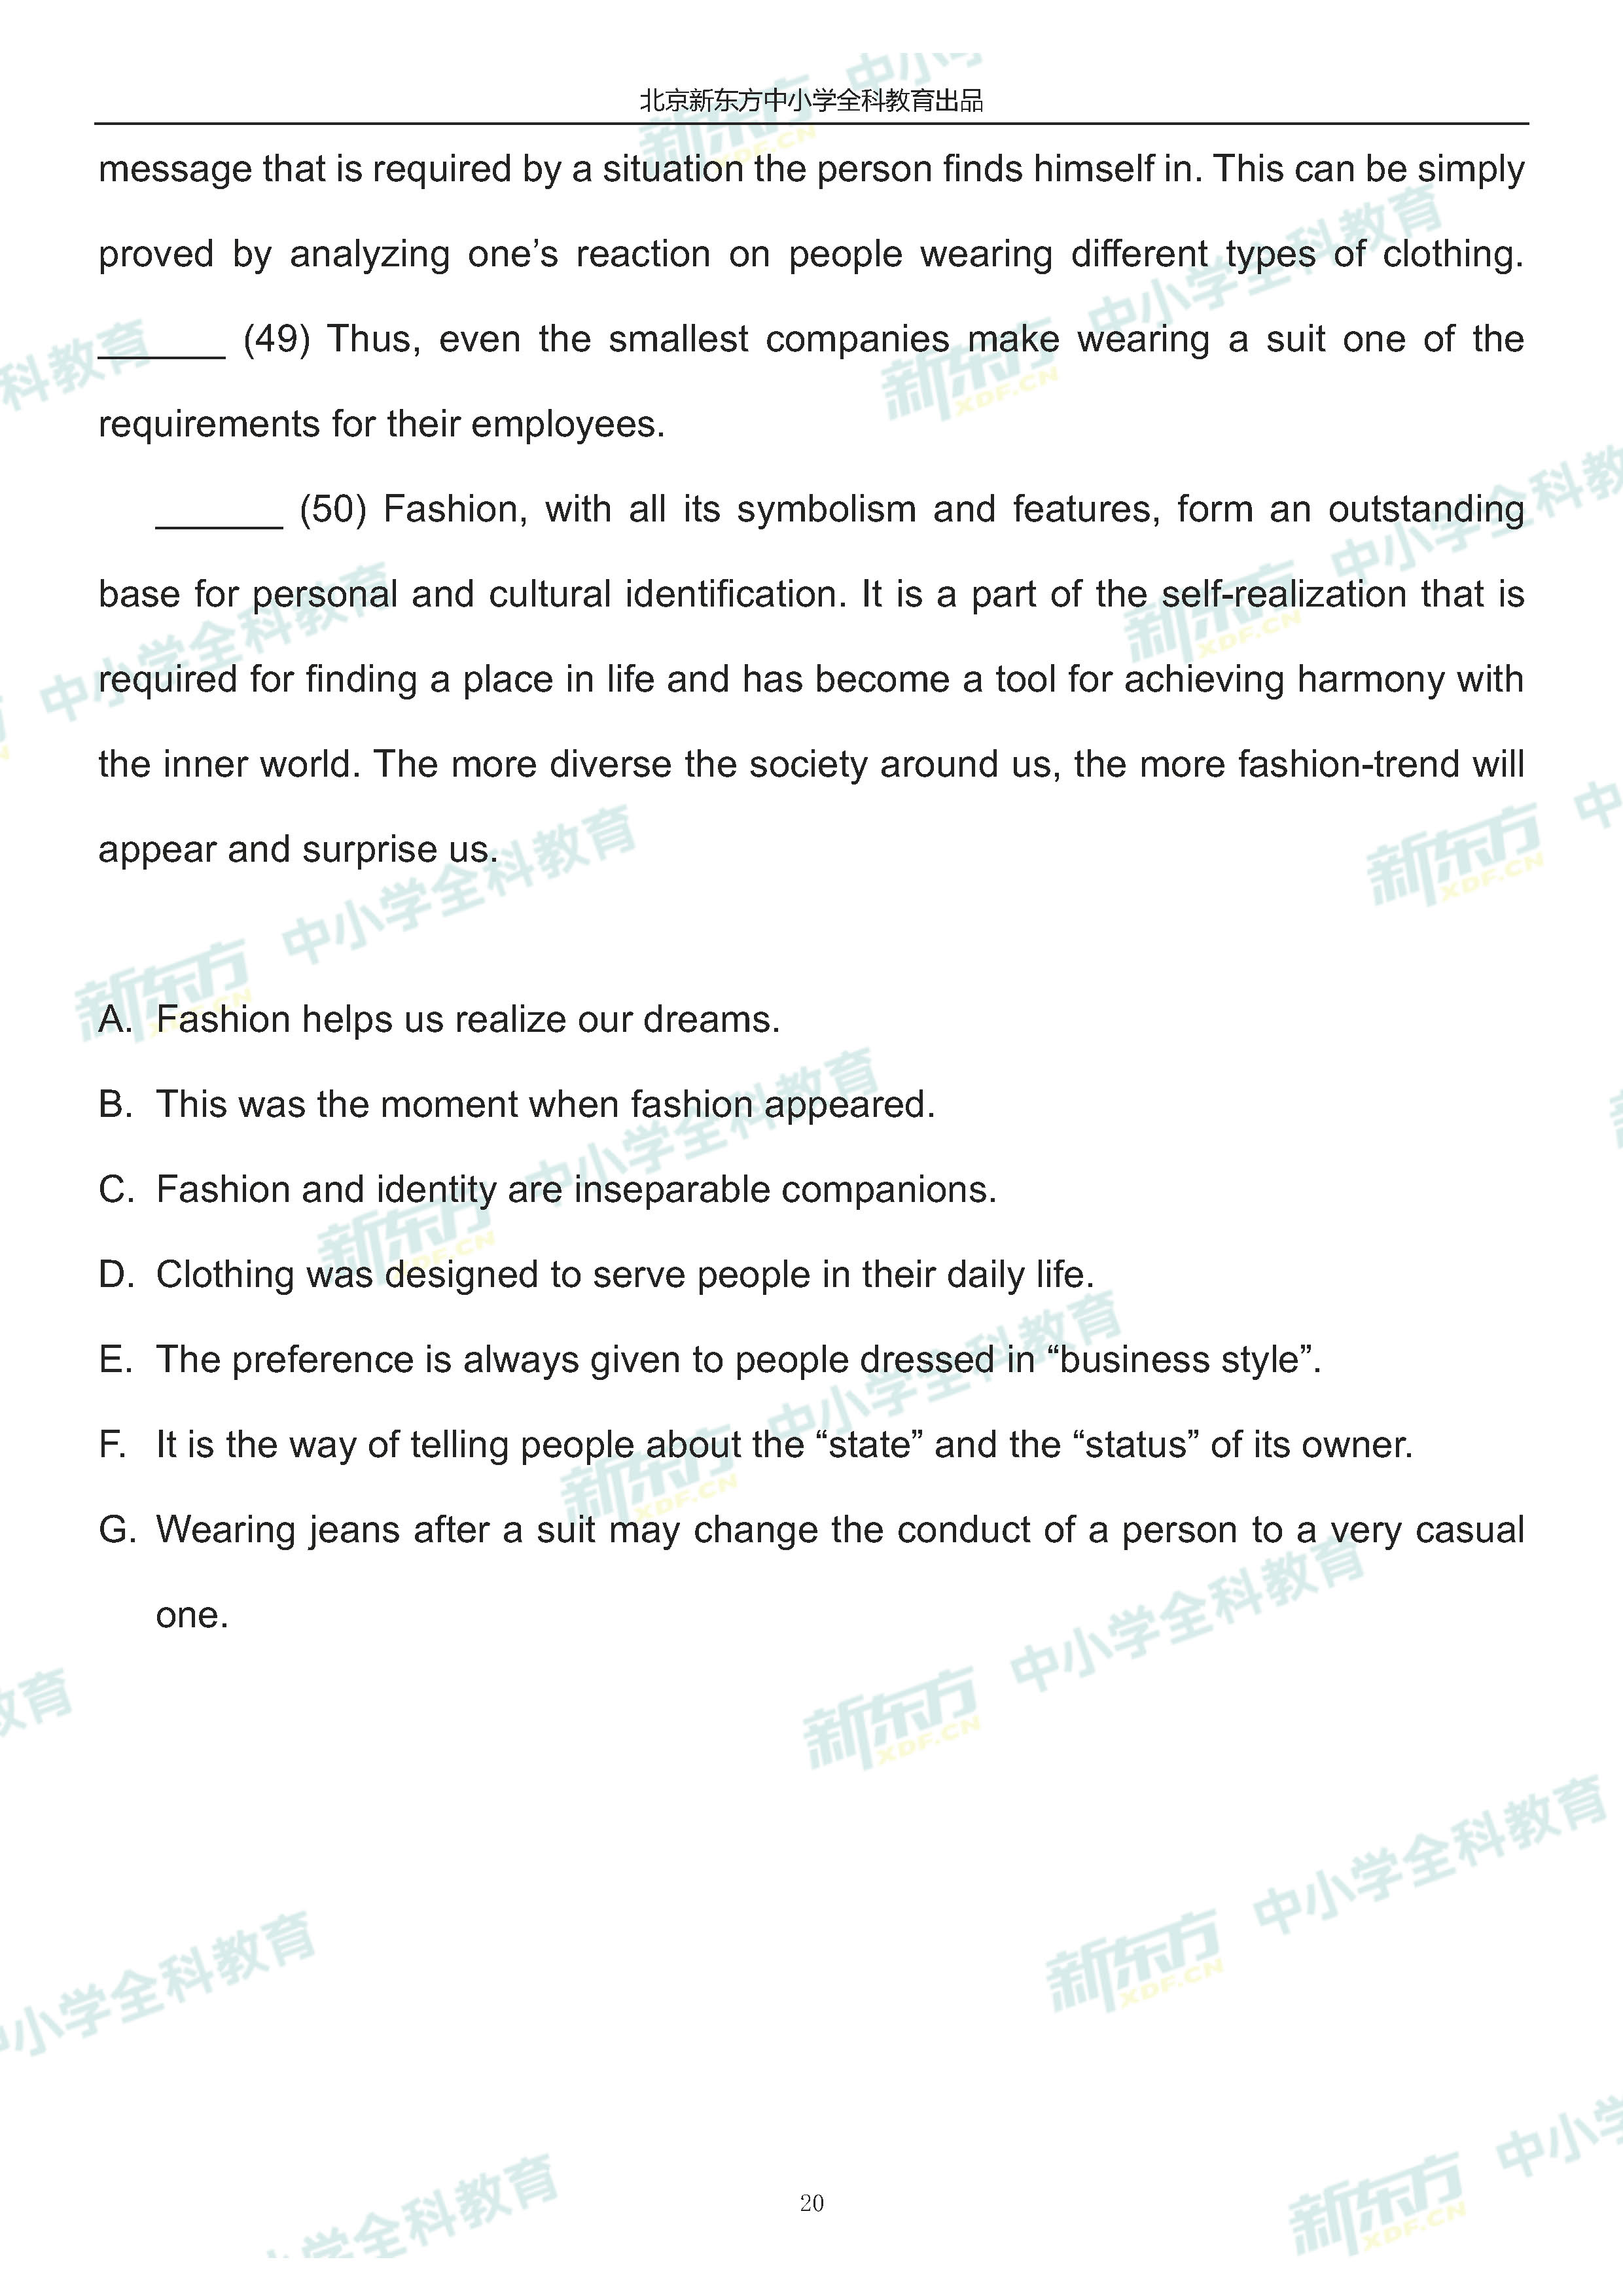 北京新东方中小学全科教育出品
message that is required by a situation the person finds himself in. This can be simply
proved by analyzing one’s reaction on people wearing different types of clothing.
______ (49) Thus, even the smallest companies make wearing a suit one of the
requirements for their employees.
______ (50) Fashion, with all its symbolism and features, form an outstanding
base for personal and cultural identification. It is a part of the self-realization that is
required for finding a place in life and has become a tool for achieving harmony with
the inner world. The more diverse the society around us, the more fashion-trend will
appear and surprise us.
A. Fashion helps us realize our dreams.
B. This was the moment when fashion appeared.
C. Fashion and identity are inseparable companions.
D. Clothing was designed to serve people in their daily life.
E. The preference is always given to people dressed in “business style”.
F. It is the way of telling people about the “state” and the “status” of its owner.
G. Wearing jeans after a suit may change the conduct of a person to a very casual
one.
20